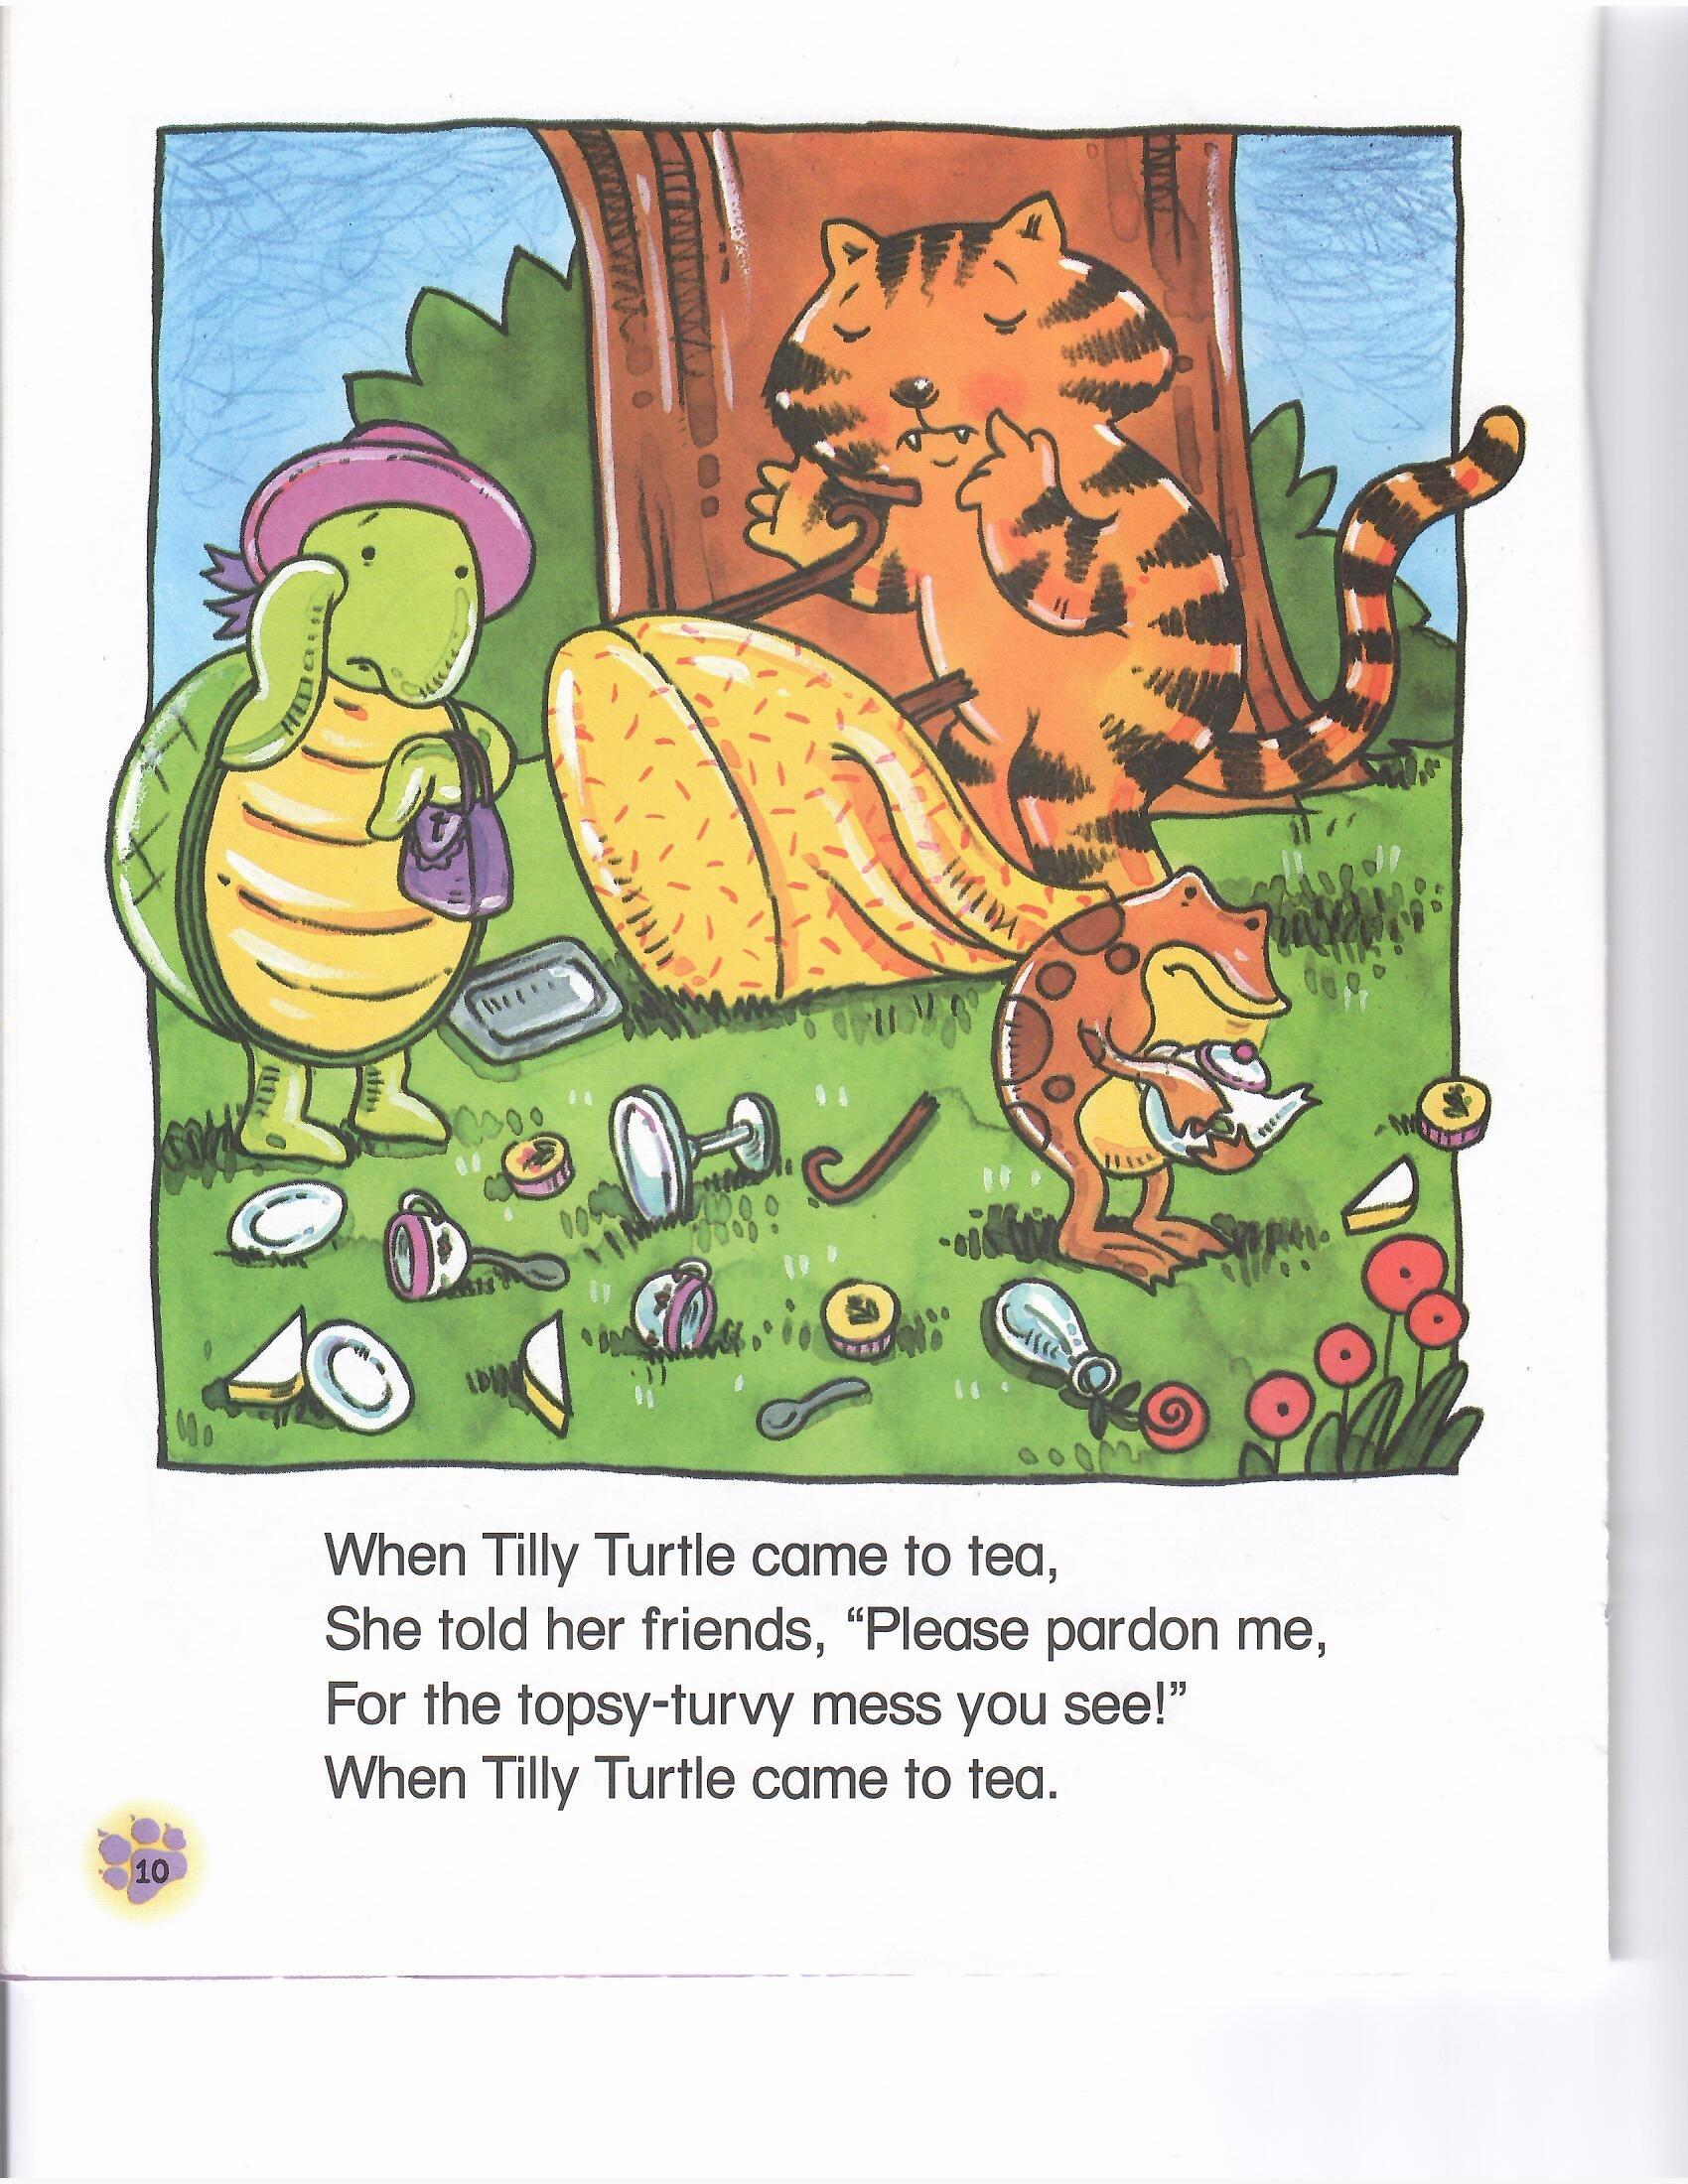 When Tilly Turtle came to tea,
She told her friends, “Please pardon me,
For the topsy-turvy mess you see!”
When Tilly Turtle came to tea.
10